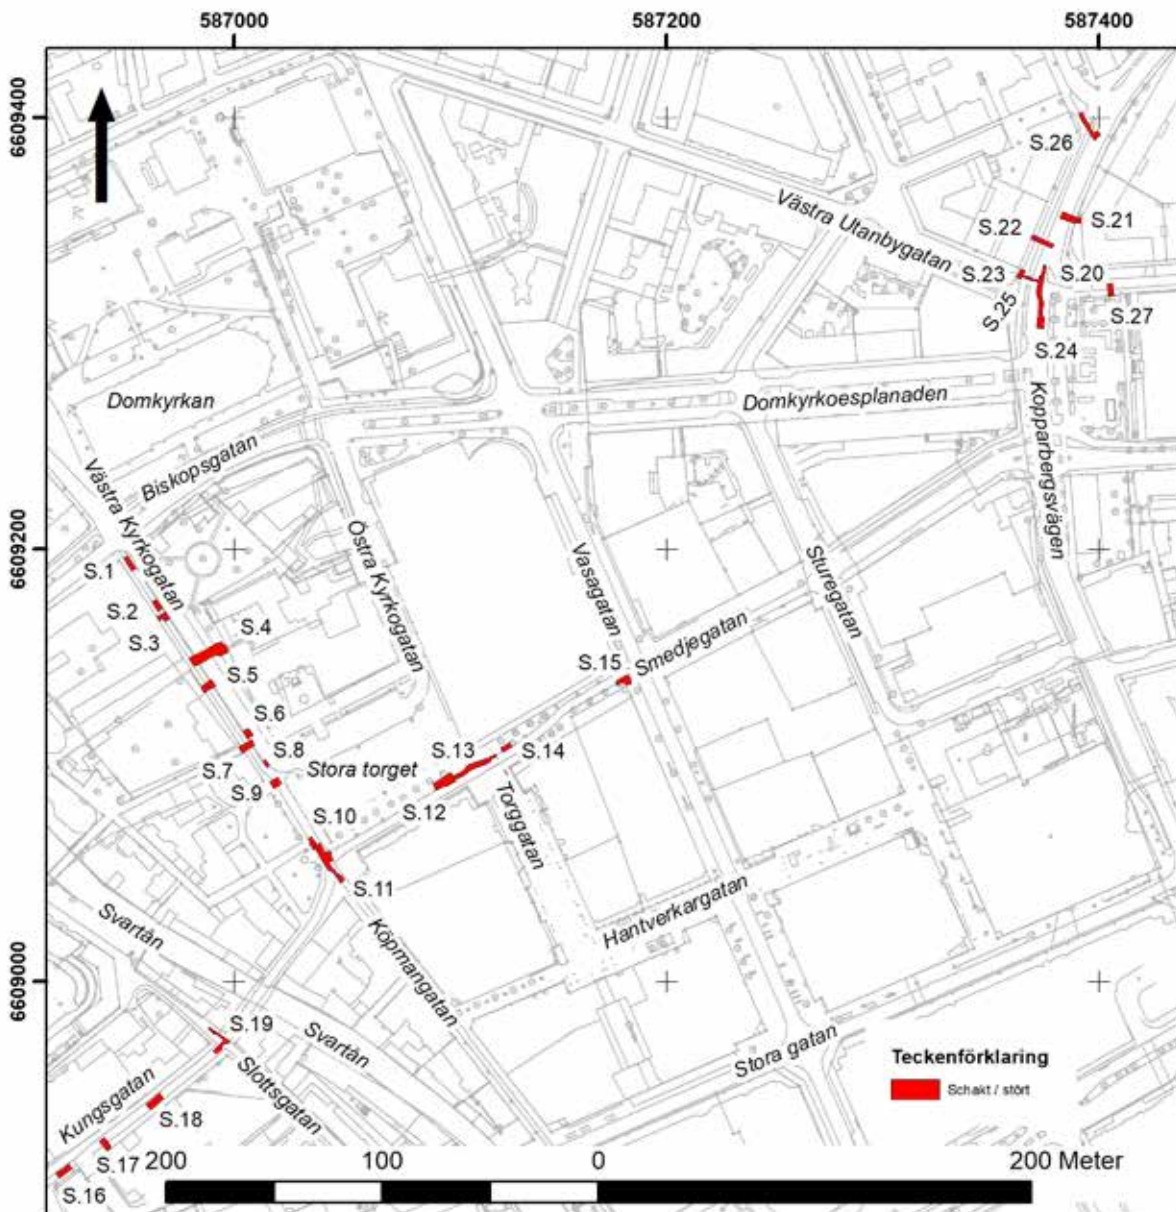 587000
587200
587400
6609400
S.26
Västra Utanbygatan
S.22
S.21
S.23
S.20
S.25
S.27
S.24
Domkyrkan
Domkyrkoesplanaden
Biskopsgatan
Kopparbergsvägen
Västra Kyrkogatan
6609200
Östra Kyrkogatan
Vasagatan
Sturegatan
S.1
S.2
S.3
S.4
S.5
S.15
Smedjegatan
S.6
S.8
S.7
Stora torget
S.13
S.14
S.9
S.12
Torggatan
S.10
S.11
Svartån
Köpmangatan
Hantverkargatan
6609000
S.19
Svartån
Stora gatan
Slottsgatan
Kungsgatan
S.18
S.17
S.16
Teckenförklaring
Schakt / stört
200
100
0
200 Meter